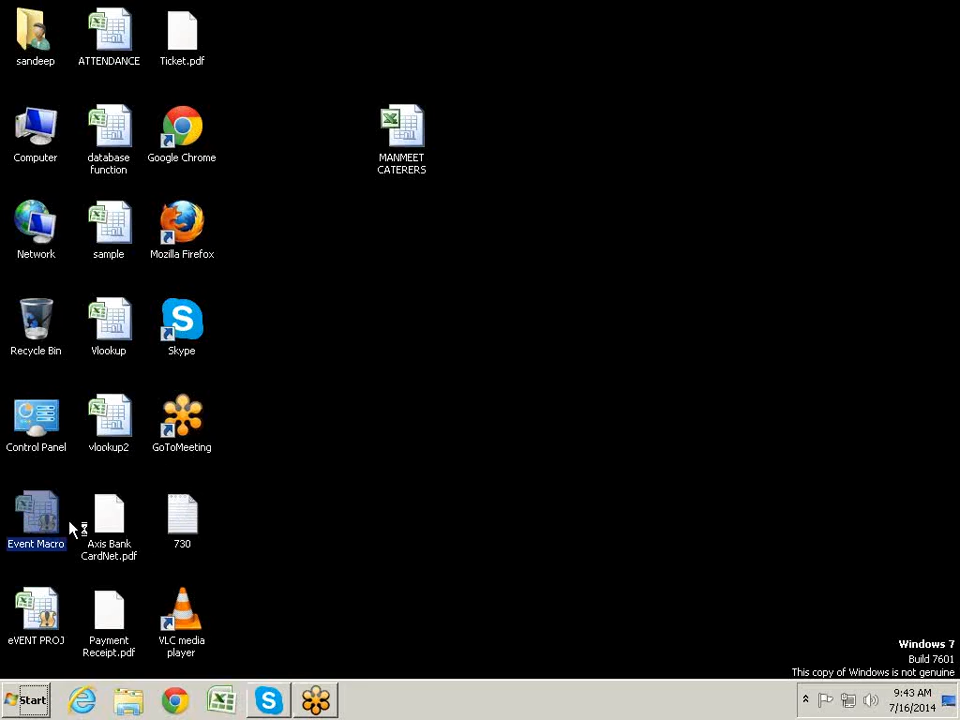 sandeep
ATTENDANCE
Ticket.pdf
Computer
database
function
Google Chrome
MANMEET
CATERERS
Network
sample
Mozilla Firefox
Recycle Bin
Vlookup
Skype
Control Panel
vlookup2
GoToMeeting
Event Macro
Axis Bank
CardNet.pdf
730
eVENT PROJ
Payment
Receipt.pdf
VLC media
player
Windows 7
Build 7601
This copy of Windows is not genuine
Start
9:43 AM
7/16/2014